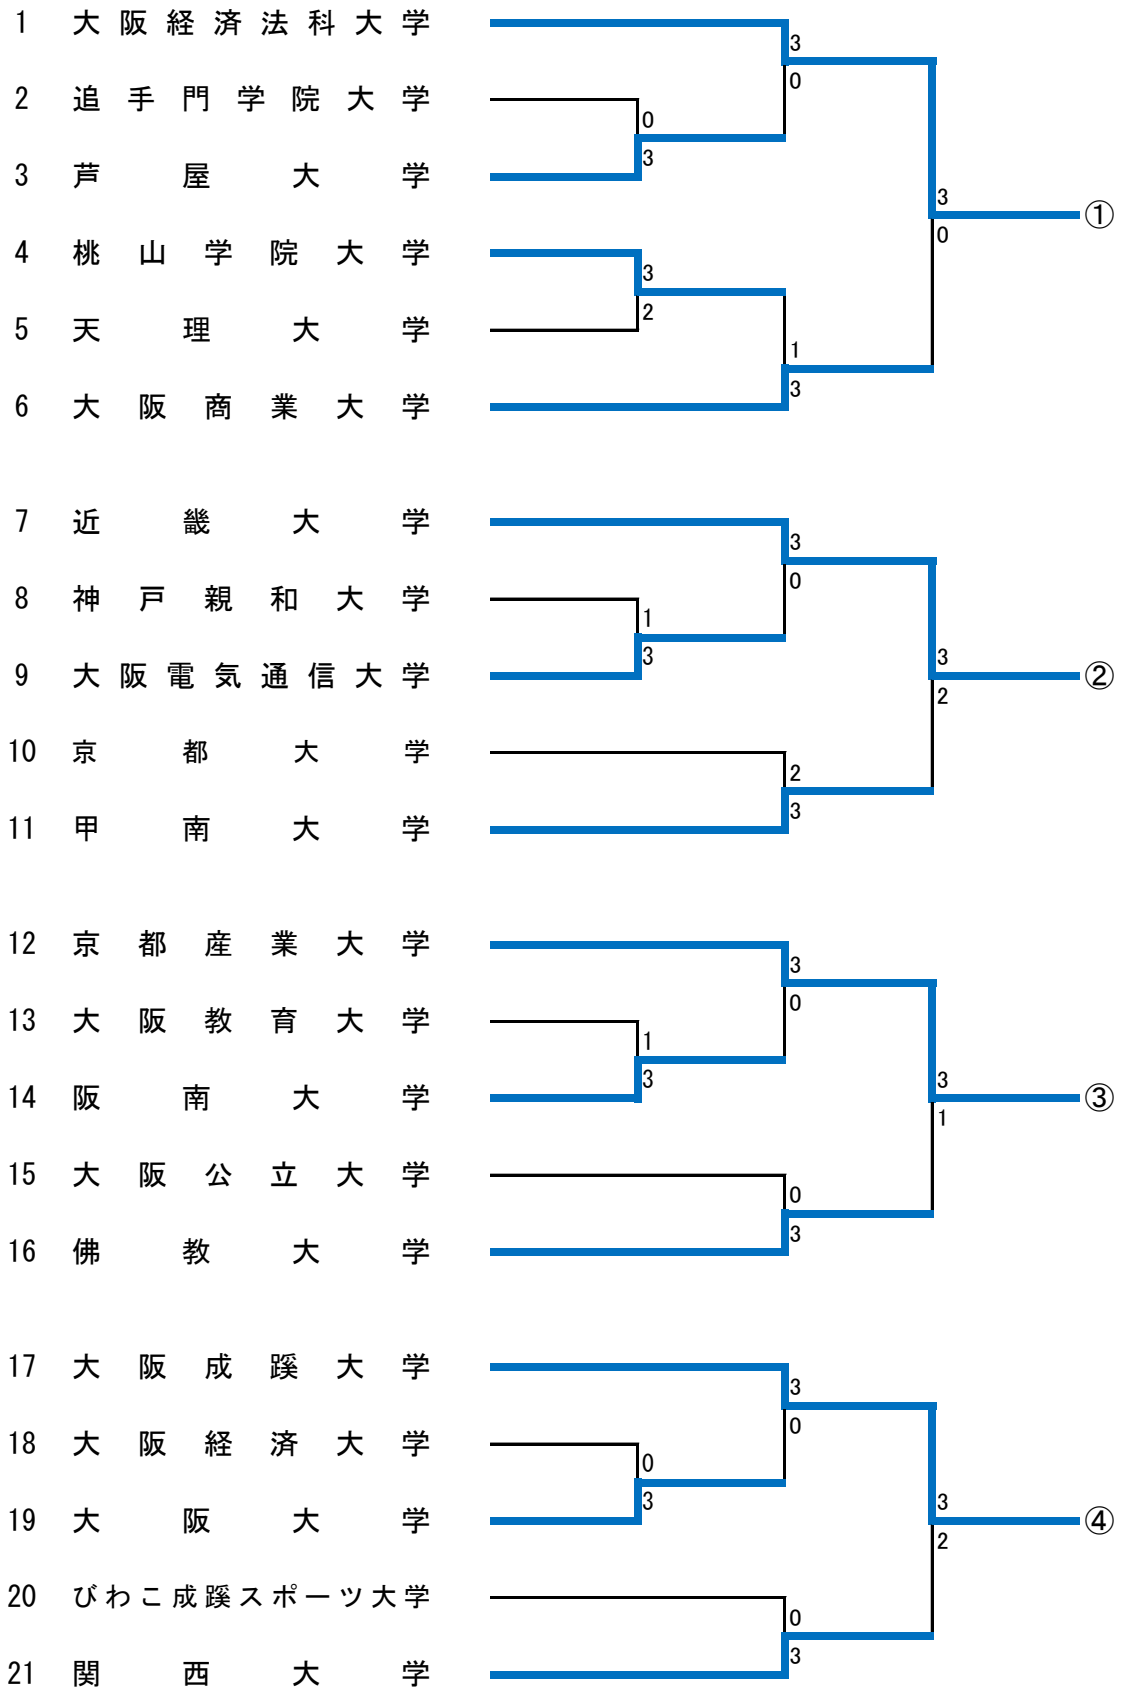 1 大阪経済法科大学
3
0
2 追手門学院大学
0
3
3 芦屋大学
3
0
①
4 桃山学院大学
3
2
5 天理大学
1
3
6 大阪商業大学
7 近畿大学
3
0
8 神戸親和大学
1
3
9 大阪電気通信大学
3
2
②
10 京都大学
2
3
11 甲南大学
12 京都産業大学
3
0
13 大阪教育大学
1
3
14 阪南大学
3
1
③
15 大阪公立大学
0
3
16 佛教大学
17 大阪成蹊大学
3
0
18 大阪経済大学
0
3
19 大阪大学
3
2
④
20 びわこ成蹊スポーツ大学
0
3
21 関西大学